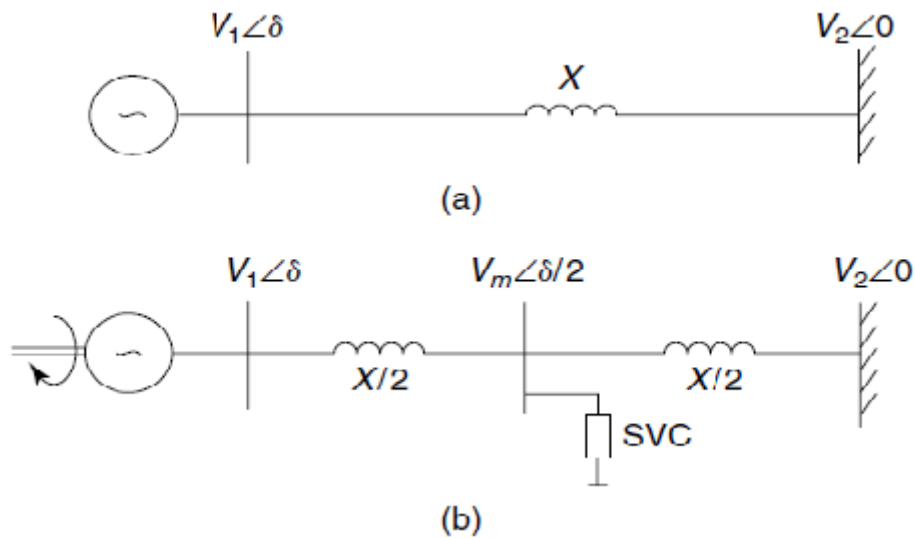 V₁∠δ V₂∠0
X
(a)
V₁∠δ Vₘ∠δ/2 V₂∠0
X/2 X/2
SVC
(b)